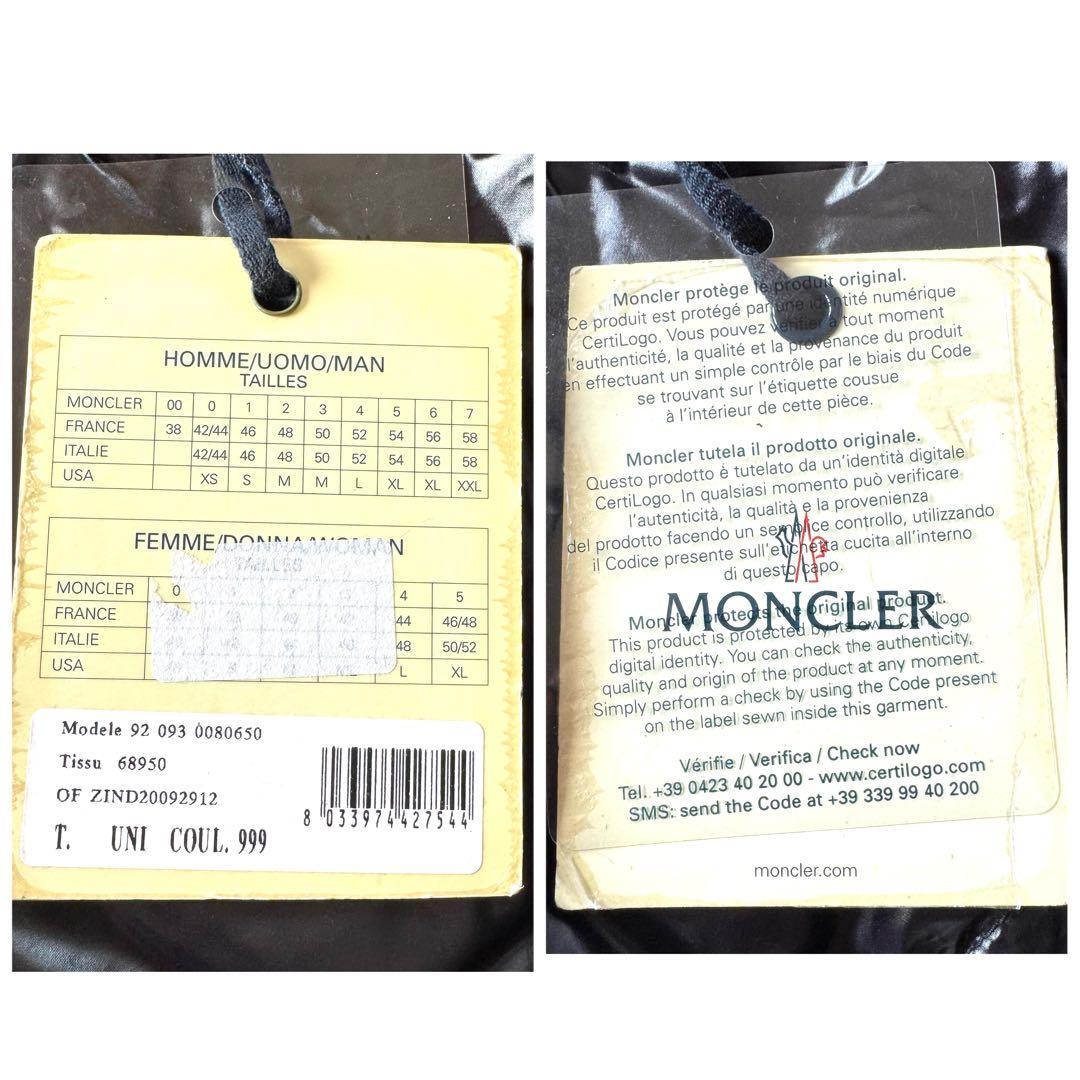 HOMME/UOMO/MAN
TAILLES
MONCLER 00 0 1 2 3 4 5 6 7
FRANCE 38 42/44 46 48 50 52 54 56 58
ITALIE 42/44 46 48 50 52 54 56 58
USA XS S M M L XL XL XXL
FEMME/DONNA/WOMAN
TAILLES
MONCLER 0 4 5
FRANCE 44 46/48
ITALIE 48 50/52
USA L XL
Modele 92 093 0080650
Tissu 68950
OF ZIND20092912
T. UNI COUL. 999
8 033974 427544
Moncler protège le produit original.
Ce produit est protégé par une identité numérique
CertiLogo. Vous pouvez vérifier à tout moment
l'authenticité, la qualité et la provenance du produit
en effectuant un simple contrôle par le biais du Code
se trouvant sur l'étiquette cousue
à l'intérieur de cette pièce.
Moncler tutela il prodotto originale.
Questo prodotto è tutelato da un'identità digitale
CertiLogo. In qualsiasi momento può verificare
l'autenticità, la qualità e la provenienza
del prodotto facendo un semplice controllo, utilizzando
il Codice presente sull'etichetta cucita all'interno
di questo capo.
MONCLER
Moncler protects the original product.
This product is protected by its own Certilogo
digital identity. You can check the authenticity,
quality and origin of the product at any moment.
Simply perform a check by using the Code present
on the label sewn inside this garment.
Vérifie / Verifica / Check now
Tel. +39 0423 40 20 00 - www.certilogo.com
SMS: send the Code at +39 339 99 40 200
moncler.com